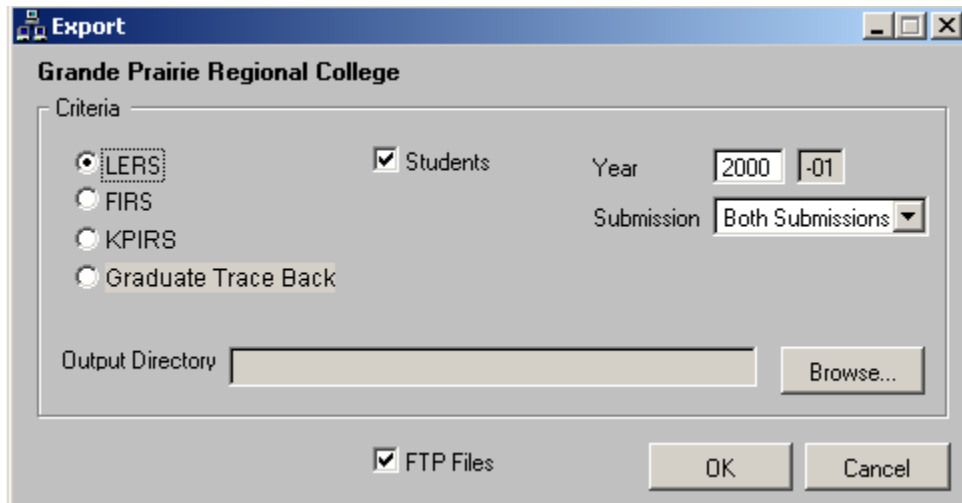 Export
Grande Prairie Regional College
Criteria
LERS
Students
Year
2000
-01
FIRS
Submission
Both Submissions
KPIRS
Graduate Trace Back
Output Directory
Browse...
FTP Files
OK
Cancel